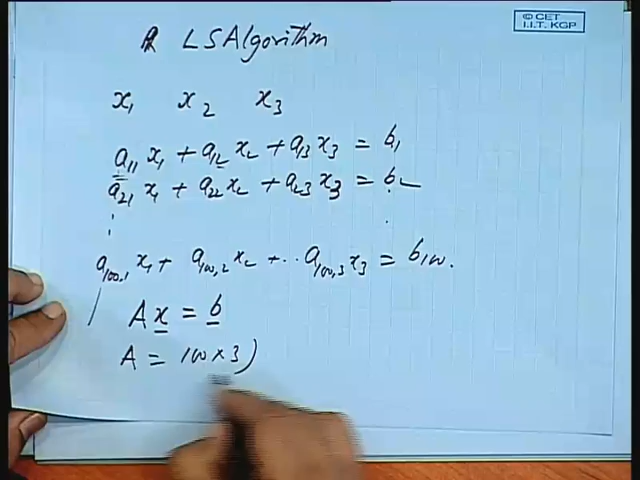 © CET
I.I.T. KGP
R LS Algorithm
x₁ x₂ x₃
a₁₁ x₁ + a₁₂ x₂ + a₁₃ x₃ = b₁
a₂₁ x₁ + a₂₂ x₂ + a₂₃ x₃ = b₂
⋮
a₁₀₀,₁ x₁ + a₁₀₀,₂ x₂ + ·· a₁₀₀,₃ x₃ = b₁₀₀.
A x = b
A = 100 × 3)